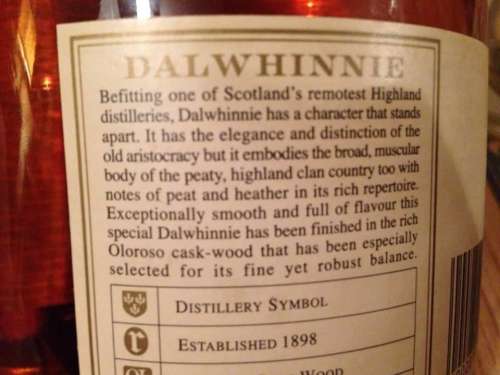 DALWHINNIE
Befitting one of Scotland's remotest Highland
distilleries, Dalwhinnie has a character that stands
apart. It has the elegance and distinction of the
old aristocracy but it embodies the broad, muscular
body of the peaty, highland clan country too with
notes of peat and heather in its rich repertoire.
Exceptionally smooth and full of flavour this
special Dalwhinnie has been finished in the rich
Oloroso cask-wood that has been especially
selected for its fine yet robust balance.
DISTILLERY SYMBOL
r ESTABLISHED 1898
OL WOOD